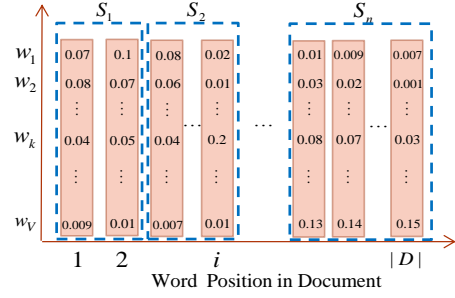 S₁ S₂ Sₙ
w₁ 0.07 0.1 0.08 0.02 0.01 0.009 0.007
w₂ 0.08 0.07 0.06 0.01 0.03 0.02 0.001
⋮ ⋮ ⋮ ⋮ ⋮ ⋮ ⋮
wₖ 0.04 0.05 0.04 ... 0.2 ... 0.08 0.07 ... 0.03
⋮ ⋮ ⋮ ⋮ ⋮ ⋮ ⋮
w_V 0.009 0.01 0.007 0.01 0.13 0.14 0.15
1 2 i |D|
Word Position in Document